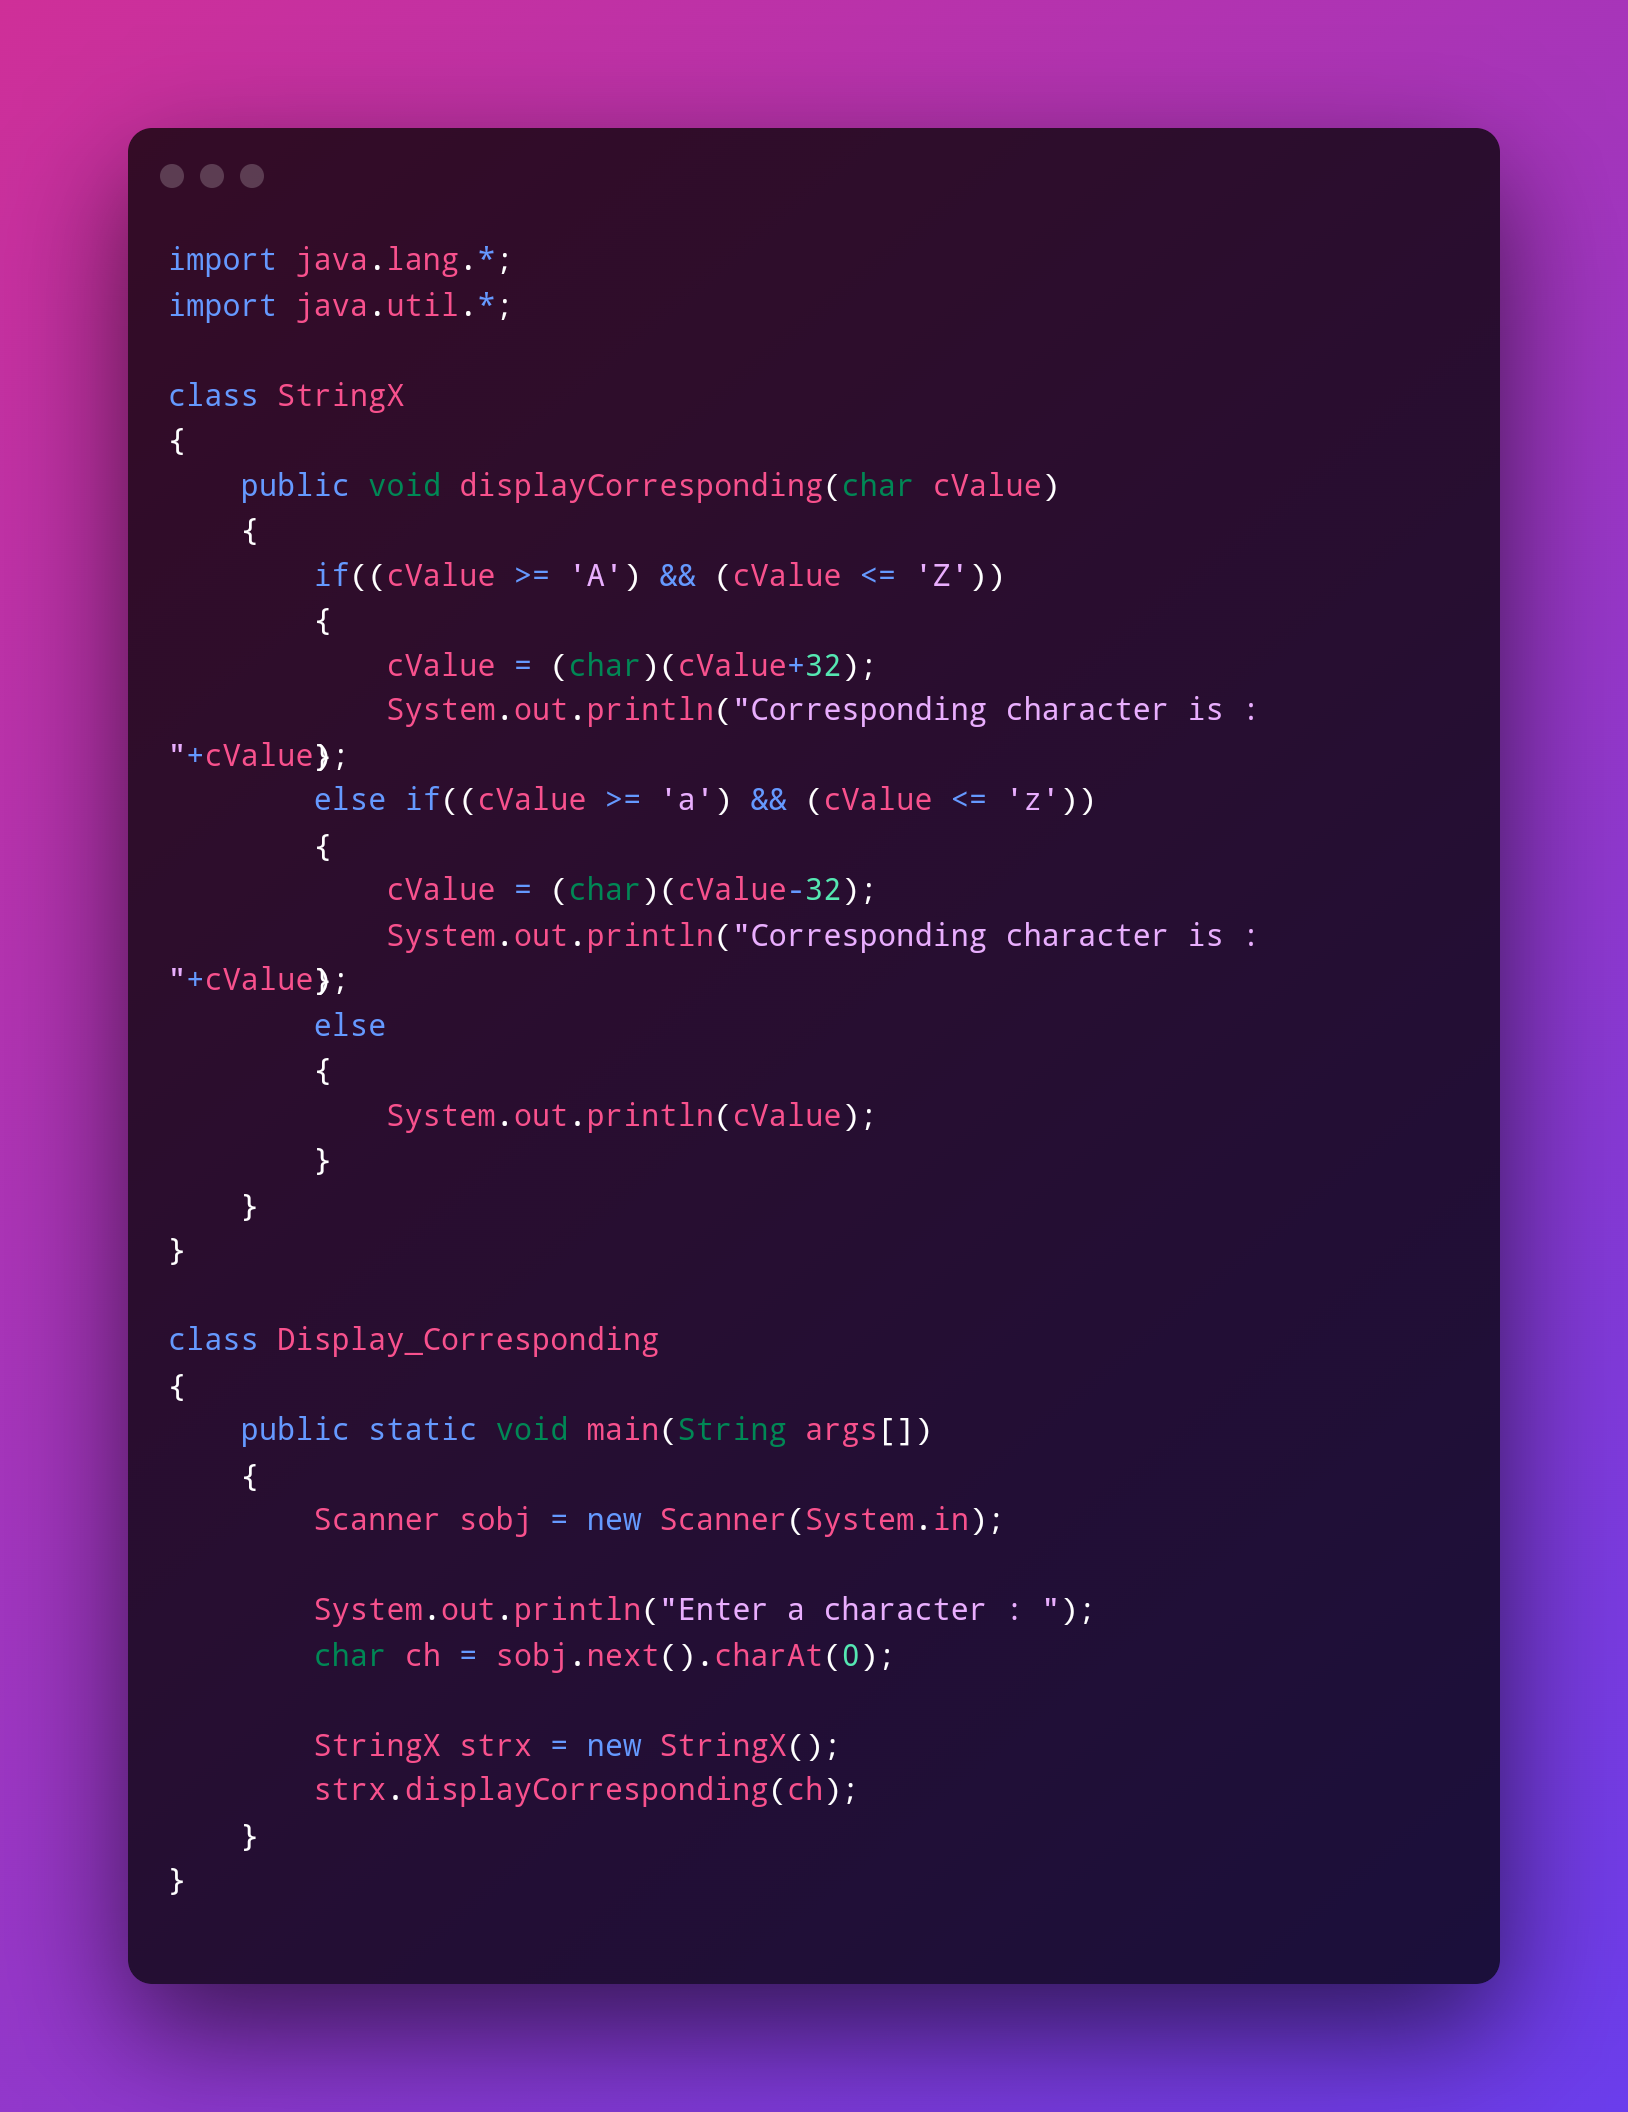 import java.lang.*;
import java.util.*;

class StringX
{
    public void displayCorresponding(char cValue)
    {
        if((cValue >= 'A') && (cValue <= 'Z'))
        {
            cValue = (char)(cValue+32);
            System.out.println("Corresponding character is :
"+cValue);
        }
        else if((cValue >= 'a') && (cValue <= 'z'))
        {
            cValue = (char)(cValue-32);
            System.out.println("Corresponding character is :
"+cValue);
        }
        else
        {
            System.out.println(cValue);
        }
    }
}

class Display_Corresponding
{
    public static void main(String args[])
    {
        Scanner sobj = new Scanner(System.in);

        System.out.println("Enter a character : ");
        char ch = sobj.next().charAt(0);

        StringX strx = new StringX();
        strx.displayCorresponding(ch);
    }
}